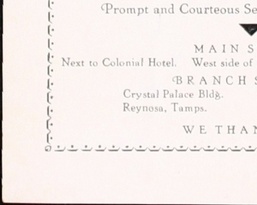 Prompt and Courteous Se
MAIN S
Next to Colonial Hotel. West side of
BRANCH S
Crystal Palace Bldg.
Reynosa, Tamps.
WE THAN